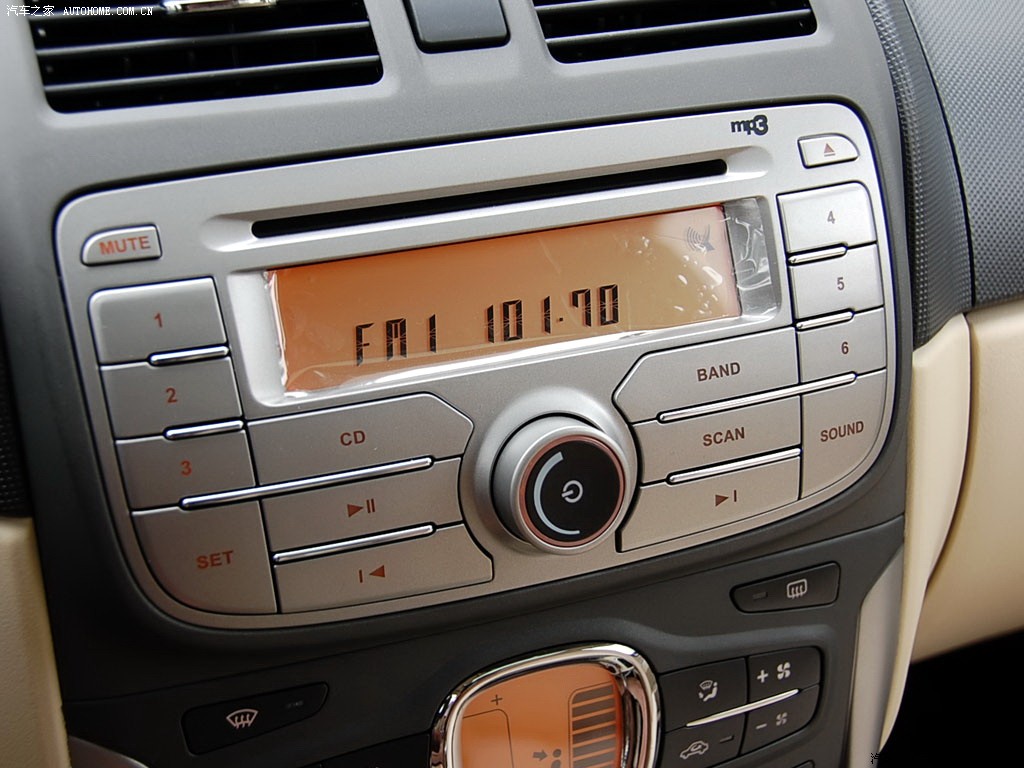 汽车之家 AUTOHOME.COM.CN
mp3
MUTE
4
5
6
1
2
3
FM1 101.70
BAND
CD
SCAN
SOUND
SET